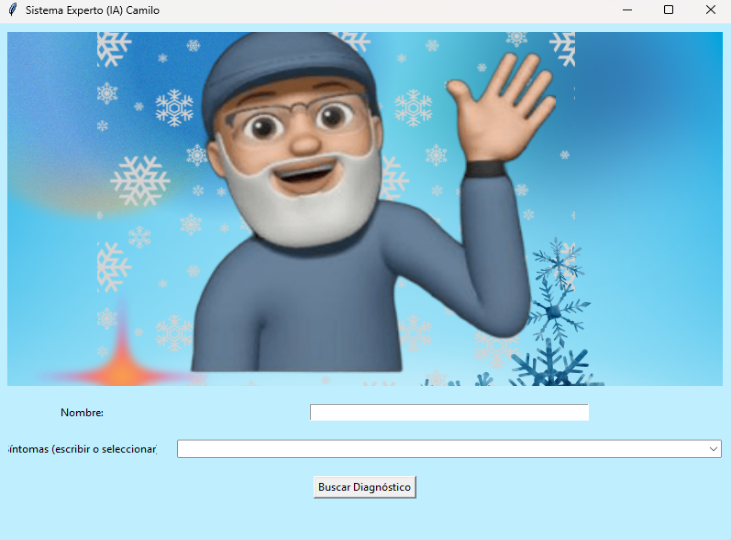 Sistema Experto (IA) Camilo
Nombre:
íntomas (escribir o seleccionar)
Buscar Diagnóstico